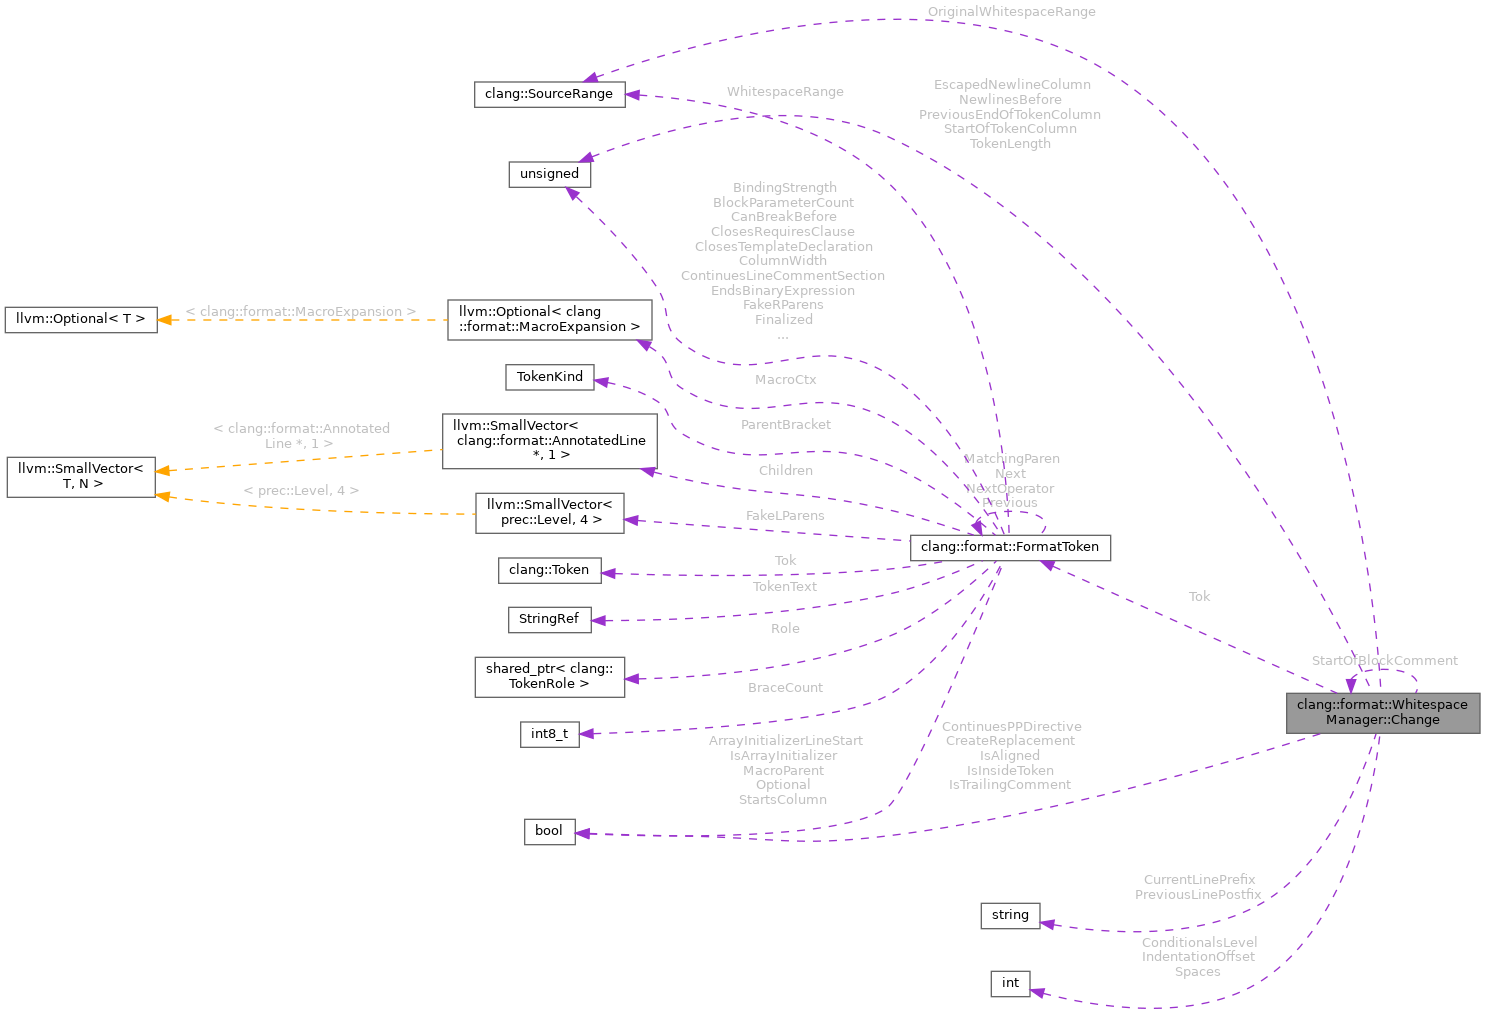 OriginalWhitespaceRange
clang::SourceRange
WhitespaceRange
EscapedNewlineColumn
NewlinesBefore
PreviousEndOfTokenColumn
StartOfTokenColumn
TokenLength
unsigned
BindingStrength
BlockParameterCount
CanBreakBefore
ClosesRequiresClause
ClosesTemplateDeclaration
ColumnWidth
ContinuesLineCommentSection
EndsBinaryExpression
FakeRParens
Finalized
...
llvm::Optional< T >
< clang::format::MacroExpansion >
llvm::Optional< clang
::format::MacroExpansion >
TokenKind
MacroCtx
ParentBracket
llvm::SmallVector<
clang::format::AnnotatedLine
*, 1 >
< clang::format::Annotated
Line *, 1 >
llvm::SmallVector<
T, N >
< prec::Level, 4 >
llvm::SmallVector<
prec::Level, 4 >
Children
FakeLParens
MatchingParen
Next
NextOperator
Previous
clang::format::FormatToken
clang::Token
Tok
StringRef
TokenText
Tok
shared_ptr< clang::
TokenRole >
Role
StartOfBlockComment
clang::format::Whitespace
Manager::Change
int8_t
BraceCount
ArrayInitializerLineStart
IsArrayInitializer
MacroParent
Optional
StartsColumn
ContinuesPPDirective
CreateReplacement
IsAligned
IsInsideToken
IsTrailingComment
bool
CurrentLinePrefix
PreviousLinePostfix
string
ConditionalsLevel
IndentationOffset
Spaces
int